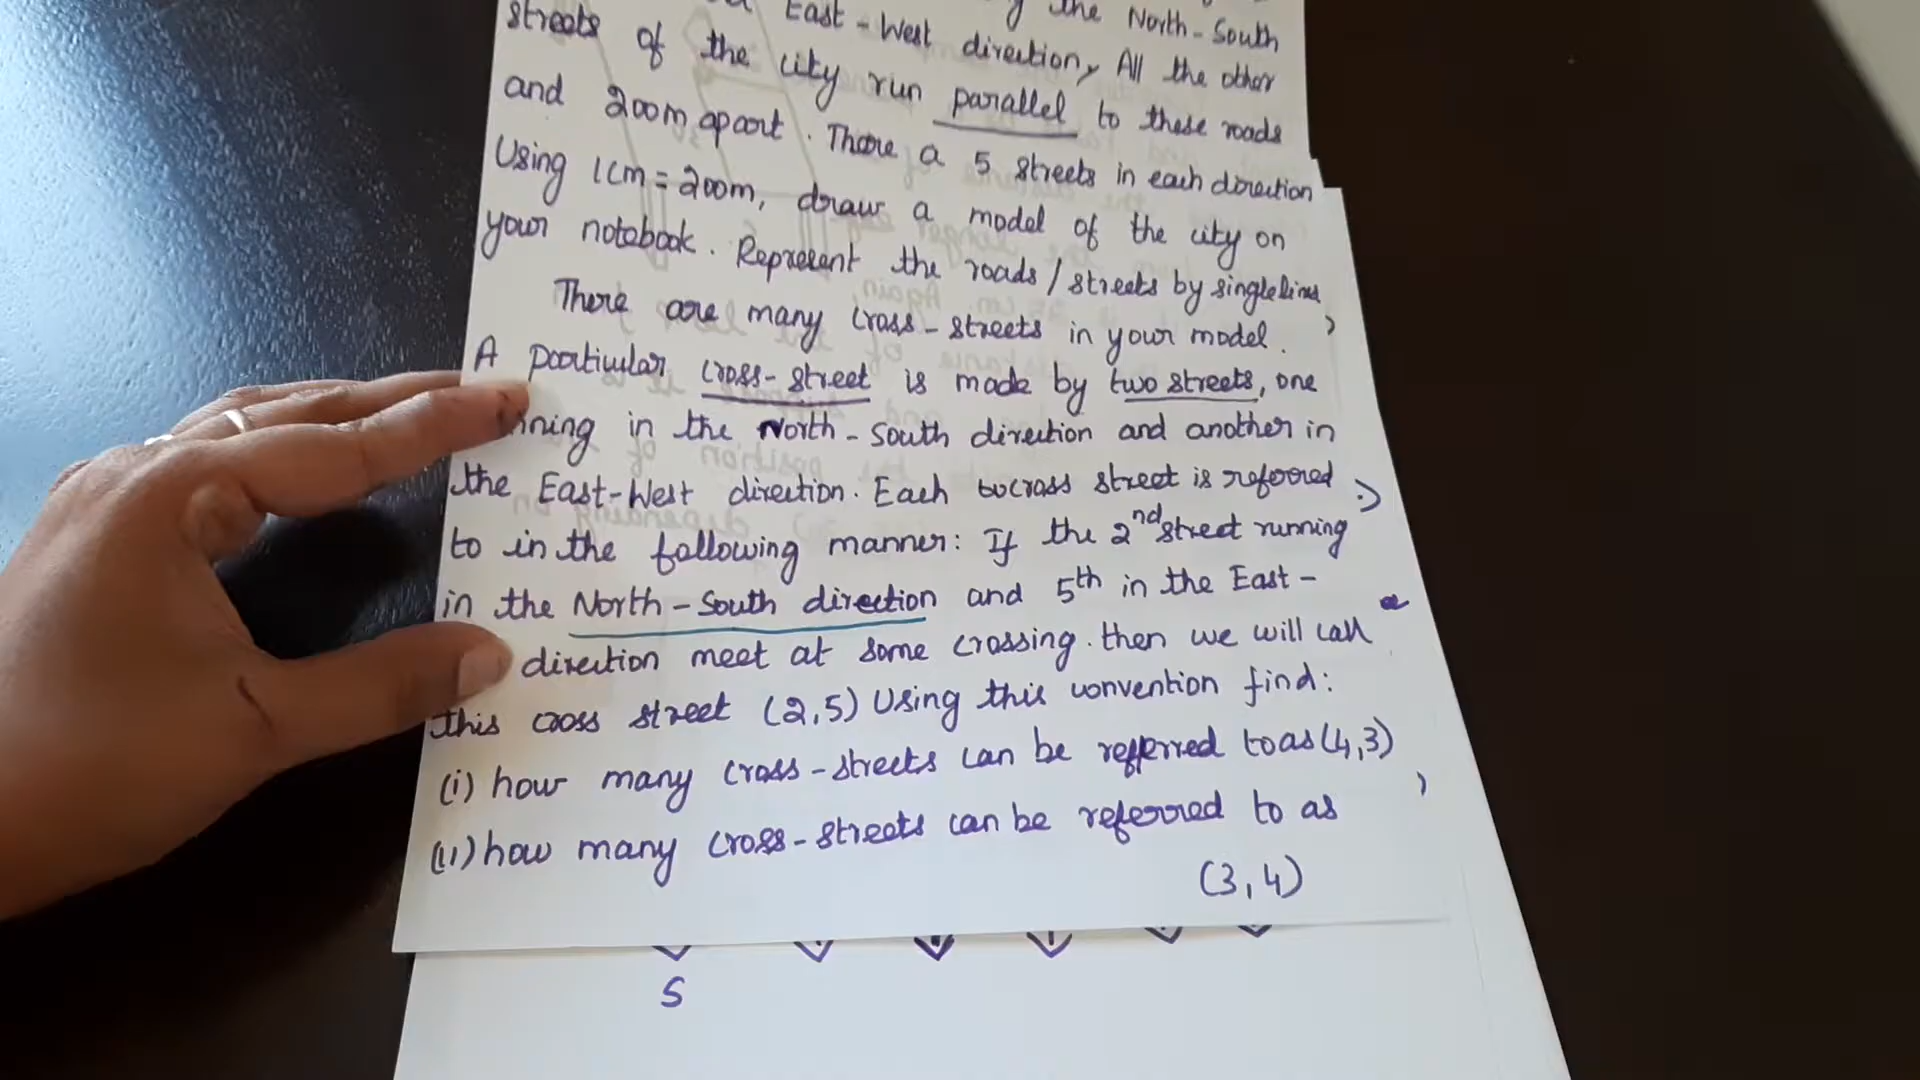 y the North-South
East-West direction, All the other
streets of the city run parallel to these roads
and 200m apart. There a 5 streets in each direction
Using 1cm = 200m, draw a model of the city on
your notebook. Represent the roads/streets by single lines,
There are many cross-streets in your model.
A particular cross-street is made by two streets, one
nning in the North-South direction and another in
the East-West direction. Each cross street is referred
to in the following manner: If the 2nd street running
in the North-South direction and 5th in the East-
direction meet at some crossing. then we will call
this cross street (2,5) Using this convention find:
(i) how many cross-streets can be referred to as (4,3)
(ii) how many cross-streets can be referred to as
(3,4)
S